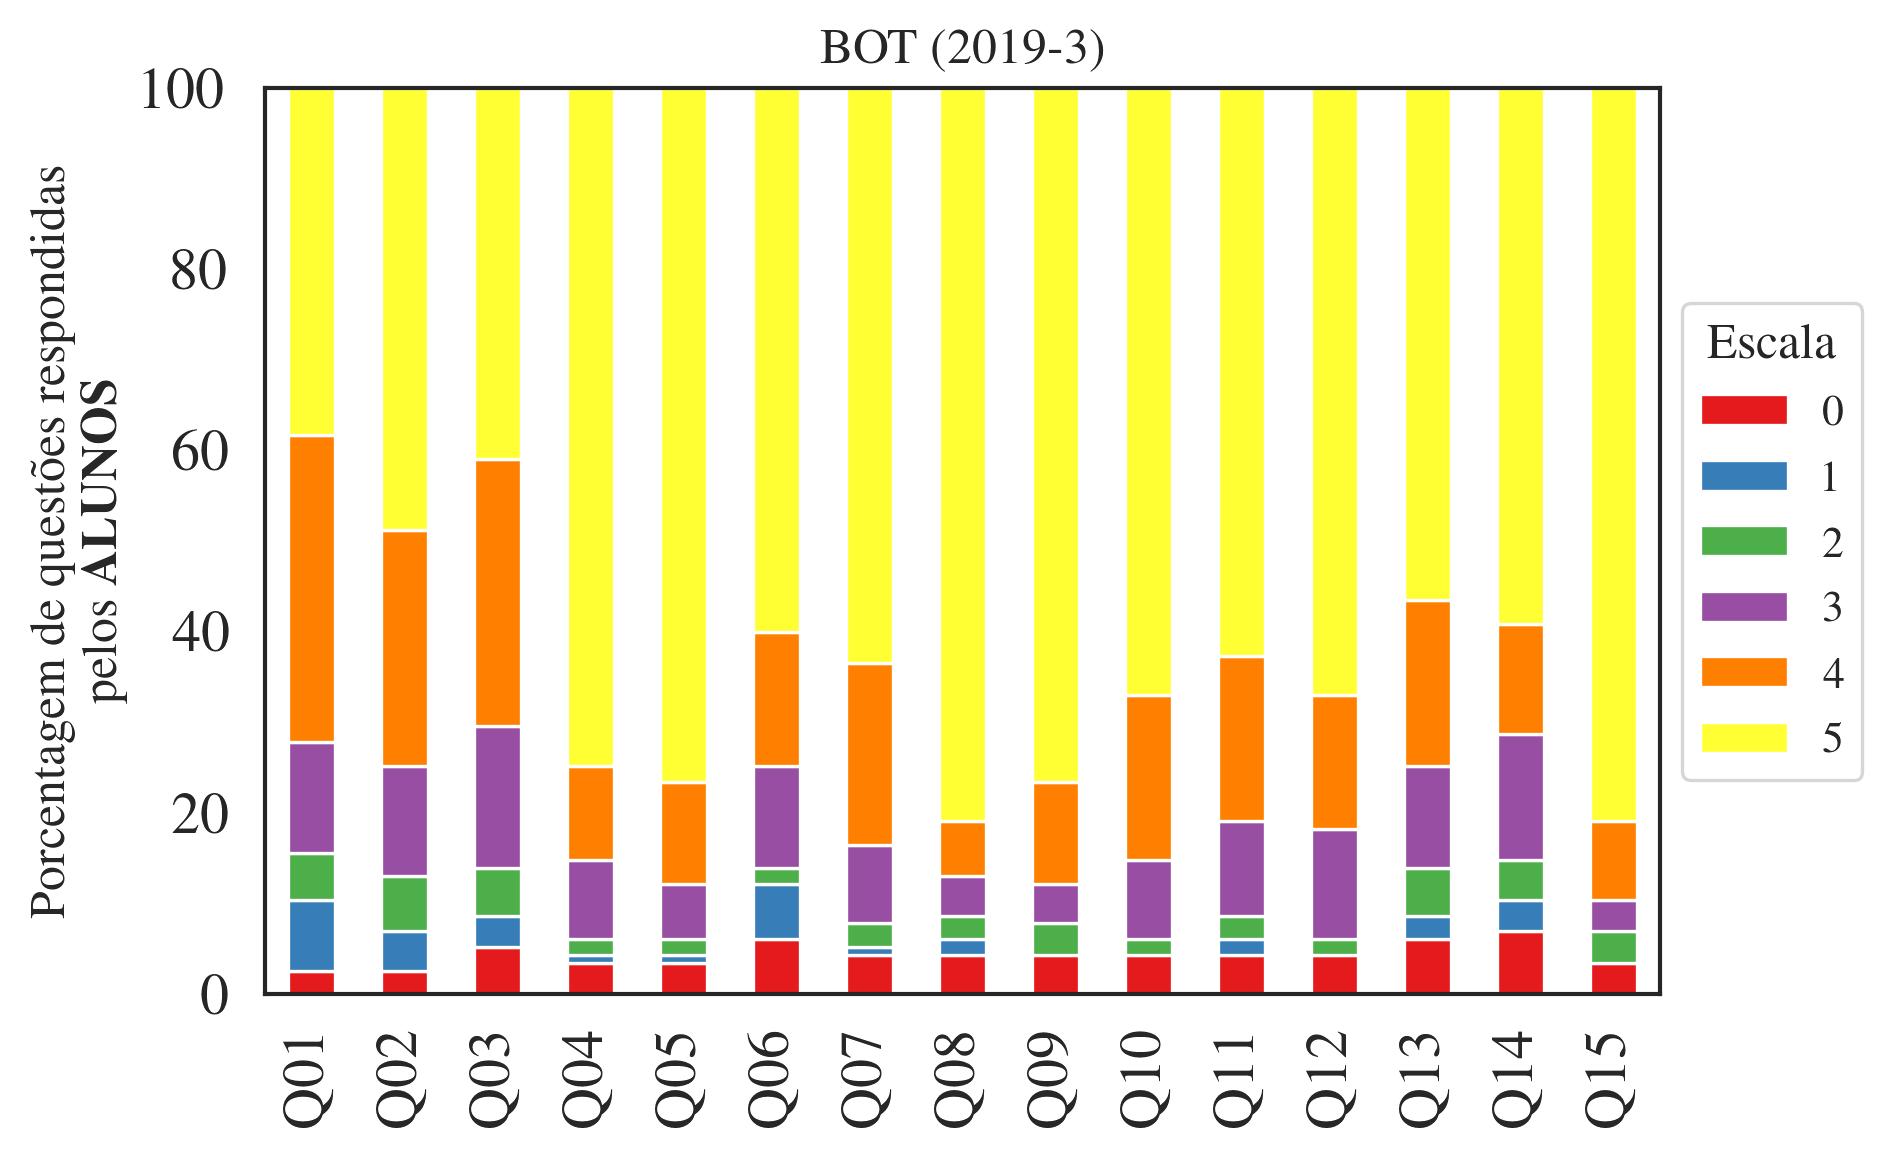 BOT (2019-3)
Porcentagem de questões respondidas
pelos ALUNOS
100
80
60
40
20
0
Q01
Q02
Q03
Q04
Q05
Q06
Q07
Q08
Q09
Q10
Q11
Q12
Q13
Q14
Q15
Escala
0
1
2
3
4
5